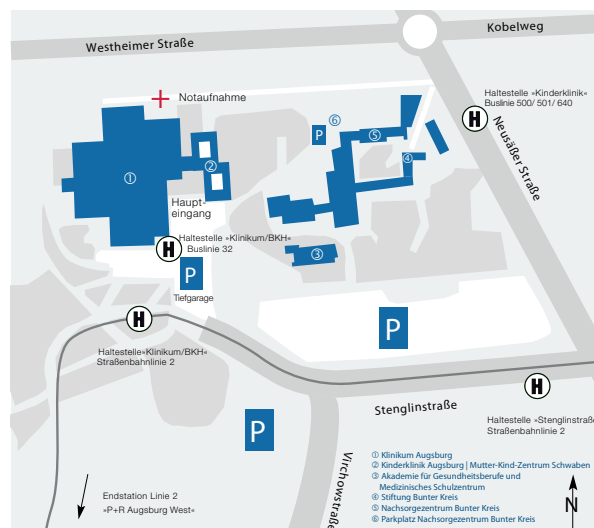 Westheimer Straße
Kobelweg
Notaufnahme
Haltestelle »Kinderklinik«
Buslinie 500/ 501/ 640
H
Neusäßer Straße
P
⑥
⑤
④
①
②
Haupt-
eingang
Haltestelle »Klinikum/BKH«
Buslinie 32
H
③
P
Tiefgarage
H
P
Haltestelle»Klinikum/BKH«
Straßenbahnlinie 2
H
Stenglinstraße
Haltestelle »Stenglinstraße
Straßenbahnlinie 2
P
Virchowstraße
① Klinikum Augsburg
② Kinderklinik Augsburg | Mutter-Kind-Zentrum Schwaben
③ Akademie für Gesundheitsberufe und
Medizinisches Schulzentrum
④ Stiftung Bunter Kreis
⑤ Nachsorgezentrum Bunter Kreis
⑥ Parkplatz Nachsorgezentrum Bunter Kreis
Endstation Linie 2
»P+R Augsburg West«
N